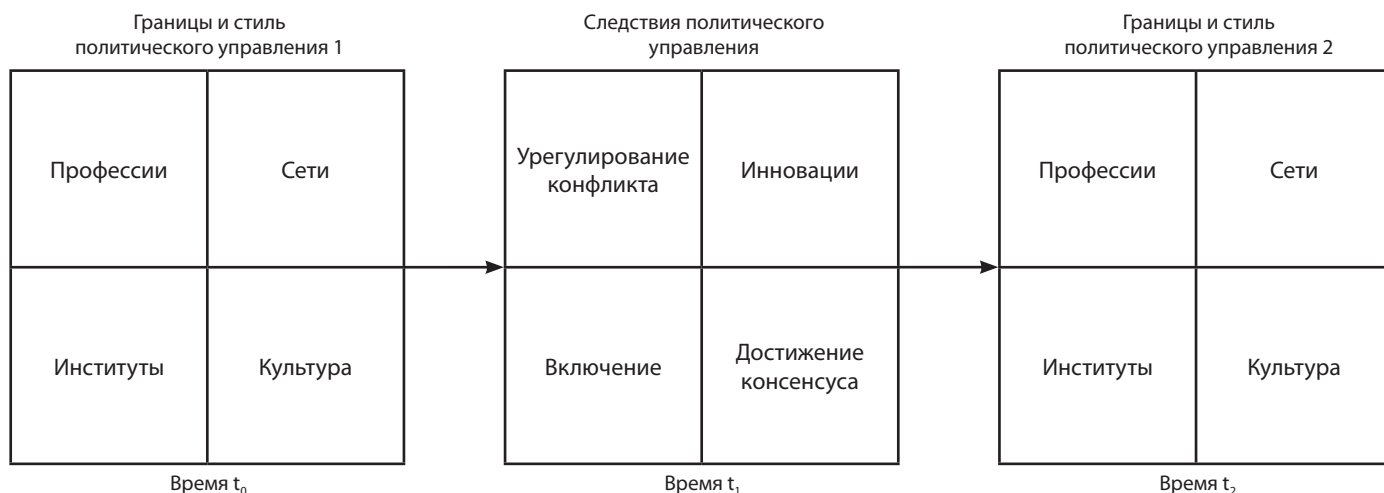 Границы и стиль
политического управления 1
Следствия политического
управления
Границы и стиль
политического управления 2
Профессии
Сети
Урегулирование
конфликта
Инновации
Профессии
Сети
Институты
Культура
Включение
Достижение
консенсуса
Институты
Культура
Время t₀
Время t₁
Время t₂